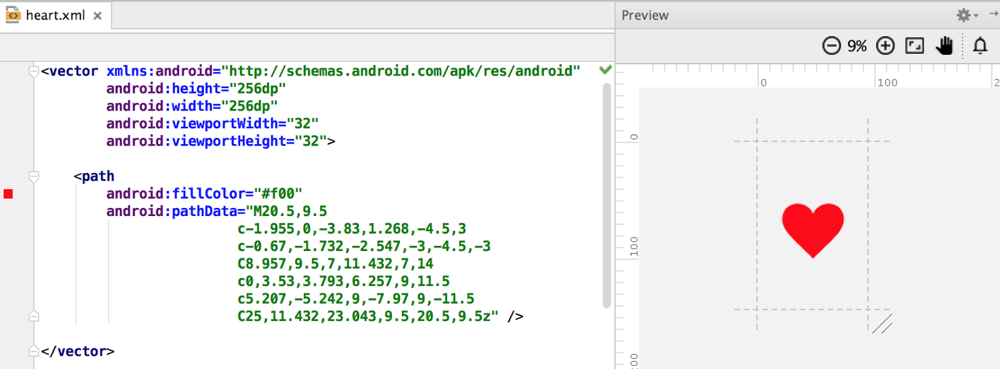 heart.xml
Preview
9%
<vector xmlns:android="http://schemas.android.com/apk/res/android"
android:height="256dp"
android:width="256dp"
android:viewportWidth="32"
android:viewportHeight="32">
<path
android:fillColor="#f00"
android:pathData="M20.5,9.5
c-1.955,0,-3.83,1.268,-4.5,3
c-0.67,-1.732,-2.547,-3,-4.5,-3
C8.957,9.5,7,11.432,7,14
c0,3.53,3.793,6.257,9,11.5
c5.207,-5.242,9,-7.97,9,-11.5
C25,11.432,23.043,9.5,20.5,9.5z" />
</vector>
0
100
2
0
100
00